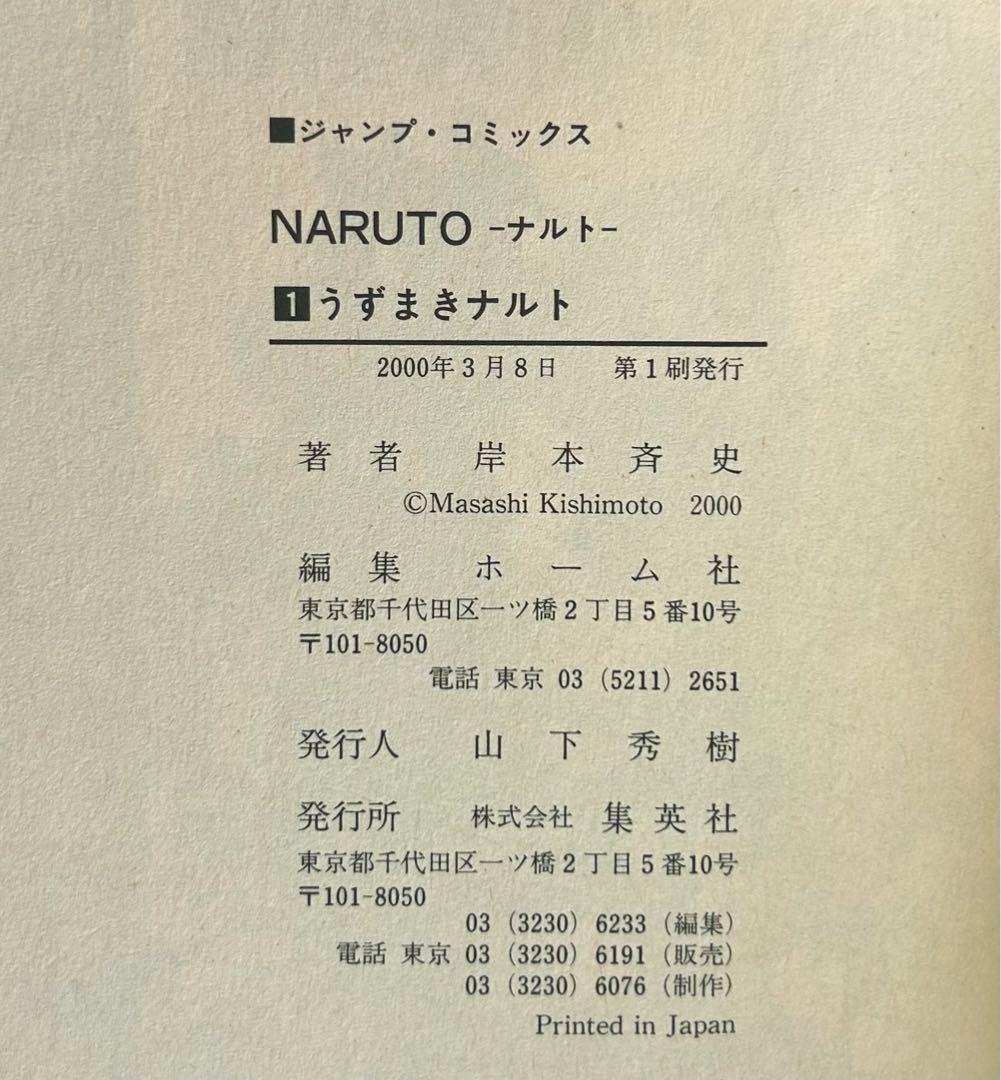 ■ジャンプ・コミックス
NARUTO -ナルト-
1うずまきナルト
2000年3月8日 第1刷発行
著者 岸本斉史
©Masashi Kishimoto 2000
編集 ホーム社
東京都千代田区一ツ橋2丁目5番10号
〒101-8050
電話 東京 03 (5211) 2651
発行人 山下秀樹
発行所 株式会社 集英社
東京都千代田区一ツ橋2丁目5番10号
〒101-8050
03 (3230) 6233 (編集)
電話 東京 03 (3230) 6191 (販売)
03 (3230) 6076 (制作)
Printed in Japan